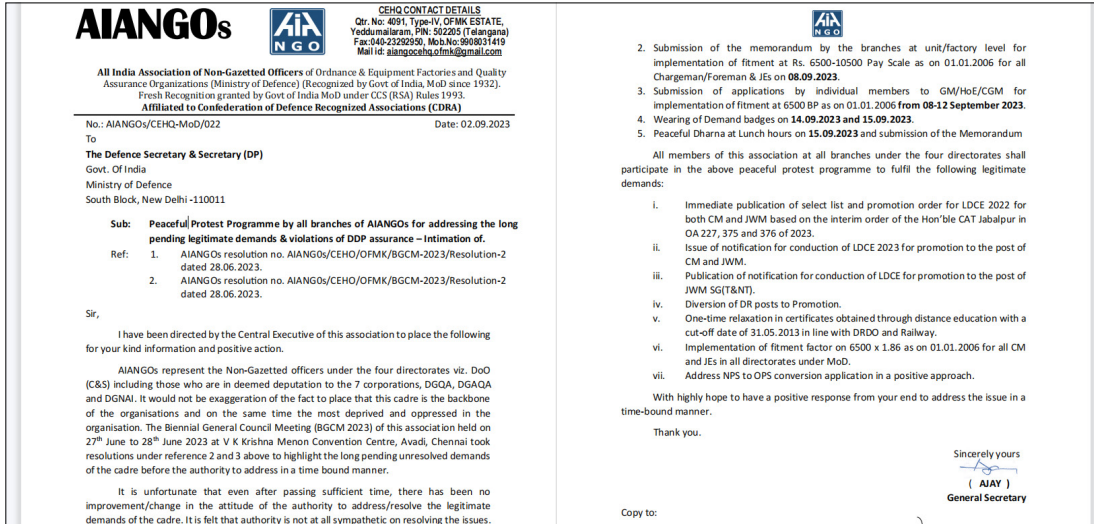 AIANGOs
AiA
NGO
CEHQ CONTACT DETAILS
Qtr. No: 4091, Type-IV, OFMK ESTATE,
Yeddumailaram, PIN: 502205 (Telangana)
Fax:040-23292950, Mob.No:9908031419
Mail id: aiangocehq.ofmk@gmail.com
All India Association of Non-Gazetted Officers of Ordnance & Equipment Factories and Quality
Assurance Organizations (Ministry of Defence) (Recognized by Govt of India, MoD since 1932).
Fresh Recognition granted by Govt of India MoD under CCS (RSA) Rules 1993.
Affiliated to Confederation of Defence Recognized Associations (CDRA)
No.: AIANGOs/CEHQ-MoD/022 Date: 02.09.2023
To
The Defence Secretary & Secretary (DP)
Govt. Of India
Ministry of Defence
South Block, New Delhi -110011
Sub: Peaceful Protest Programme by all branches of AIANGOs for addressing the long
pending legitimate demands & violations of DDP assurance – Intimation of.
Ref: 1. AIANGOs resolution no. AIANG0s/CEHO/OFMK/BGCM-2023/Resolution-2
dated 28.06.2023.
2. AIANGOs resolution no. AIANG0s/CEHO/OFMK/BGCM-2023/Resolution-2
dated 28.06.2023.
Sir,
I have been directed by the Central Executive of this association to place the following
for your kind information and positive action.
AIANGOs represent the Non-Gazetted officers under the four directorates viz. DoO
(C&S) including those who are in deemed deputation to the 7 corporations, DGQA, DGAQA
and DGNAI. It would not be exaggeration of the fact to place that this cadre is the backbone
of the organisations and on the same time the most deprived and oppressed in the
organisation. The Biennial General Council Meeting (BGCM 2023) of this association held on
27th June to 28th June 2023 at V K Krishna Menon Convention Centre, Avadi, Chennai took
resolutions under reference 2 and 3 above to highlight the long pending unresolved demands
of the cadre before the authority to address in a time bound manner.
It is unfortunate that even after passing sufficient time, there has been no
improvement/change in the attitude of the authority to address/resolve the legitimate
demands of the cadre. It is felt that authority is not at all sympathetic on resolving the issues.
AiA
NGO
2. Submission of the memorandum by the branches at unit/factory level for
implementation of fitment at Rs. 6500-10500 Pay Scale as on 01.01.2006 for all
Chargeman/Foreman & JEs on 08.09.2023.
3. Submission of applications by individual members to GM/HoE/CGM for
implementation of fitment at 6500 BP as on 01.01.2006 from 08-12 September 2023.
4. Wearing of Demand badges on 14.09.2023 and 15.09.2023.
5. Peaceful Dharna at Lunch hours on 15.09.2023 and submission of the Memorandum
All members of this association at all branches under the four directorates shall
participate in the above peaceful protest programme to fulfil the following legitimate
demands:
i. Immediate publication of select list and promotion order for LDCE 2022 for
both CM and JWM based on the interim order of the Hon'ble CAT Jabalpur in
OA 227, 375 and 376 of 2023.
ii. Issue of notification for conduction of LDCE 2023 for promotion to the post of
CM and JWM.
iii. Publication of notification for conduction of LDCE for promotion to the post of
JWM SG(T&NT).
iv. Diversion of DR posts to Promotion.
v. One-time relaxation in certificates obtained through distance education with a
cut-off date of 31.05.2013 in line with DRDO and Railway.
vi. Implementation of fitment factor on 6500 x 1.86 as on 01.01.2006 for all CM
and JEs in all directorates under MoD.
vii. Address NPS to OPS conversion application in a positive approach.
With highly hope to have a positive response from your end to address the issue in a
time-bound manner.
Thank you.
Sincerely yours
( AJAY )
General Secretary
Copy to: